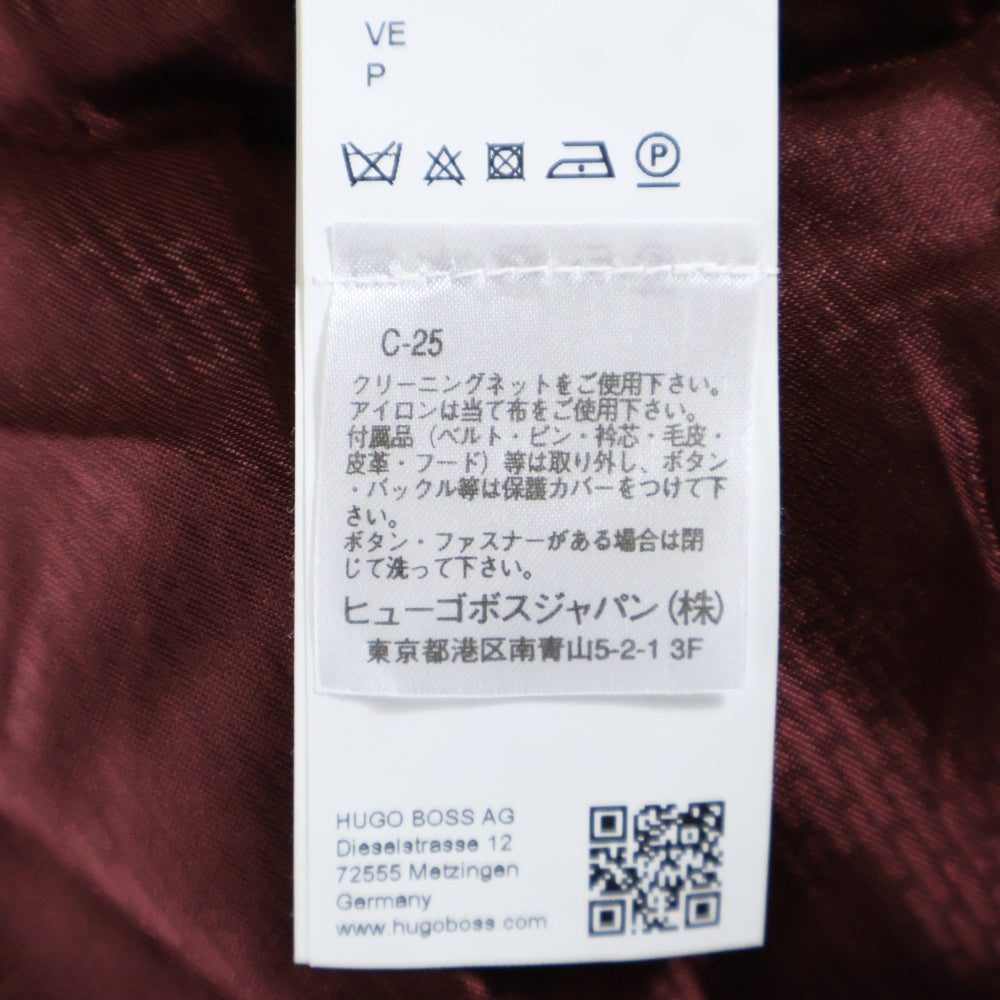 VE
P
P
C-25
クリーニングネットをご使用下さい。
アイロンは当て布をご使用下さい。
付属品（ベルト・ピン・衿芯・毛皮・
皮革・フード）等は取り外し、ボタン
・バックル等は保護カバーをつけて下
さい。
ボタン・ファスナーがある場合は閉
じて洗って下さい。
ヒューゴボスジャパン（株）
東京都港区南青山5-2-1 3F
HUGO BOSS AG
Dieselstrasse 12
72555 Metzingen
Germany
www.hugoboss.com